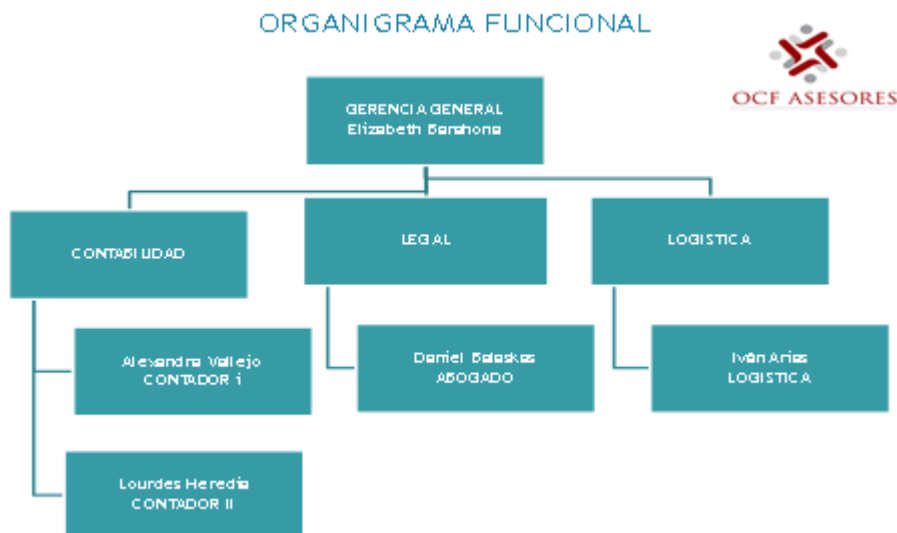 ORGANIGRAMA FUNCIONAL
OCF ASESORES
GERENCIA GENERAL
Elizabeth Barahona
CONTABILIDAD
LEGAL
LOGISTICA
Alexandra Vallejo
CONTADOR i
Daniel Balaskas
ABOGADO
Iván Arias
LOGISTICA
Lourdes Heredia
CONTADOR II